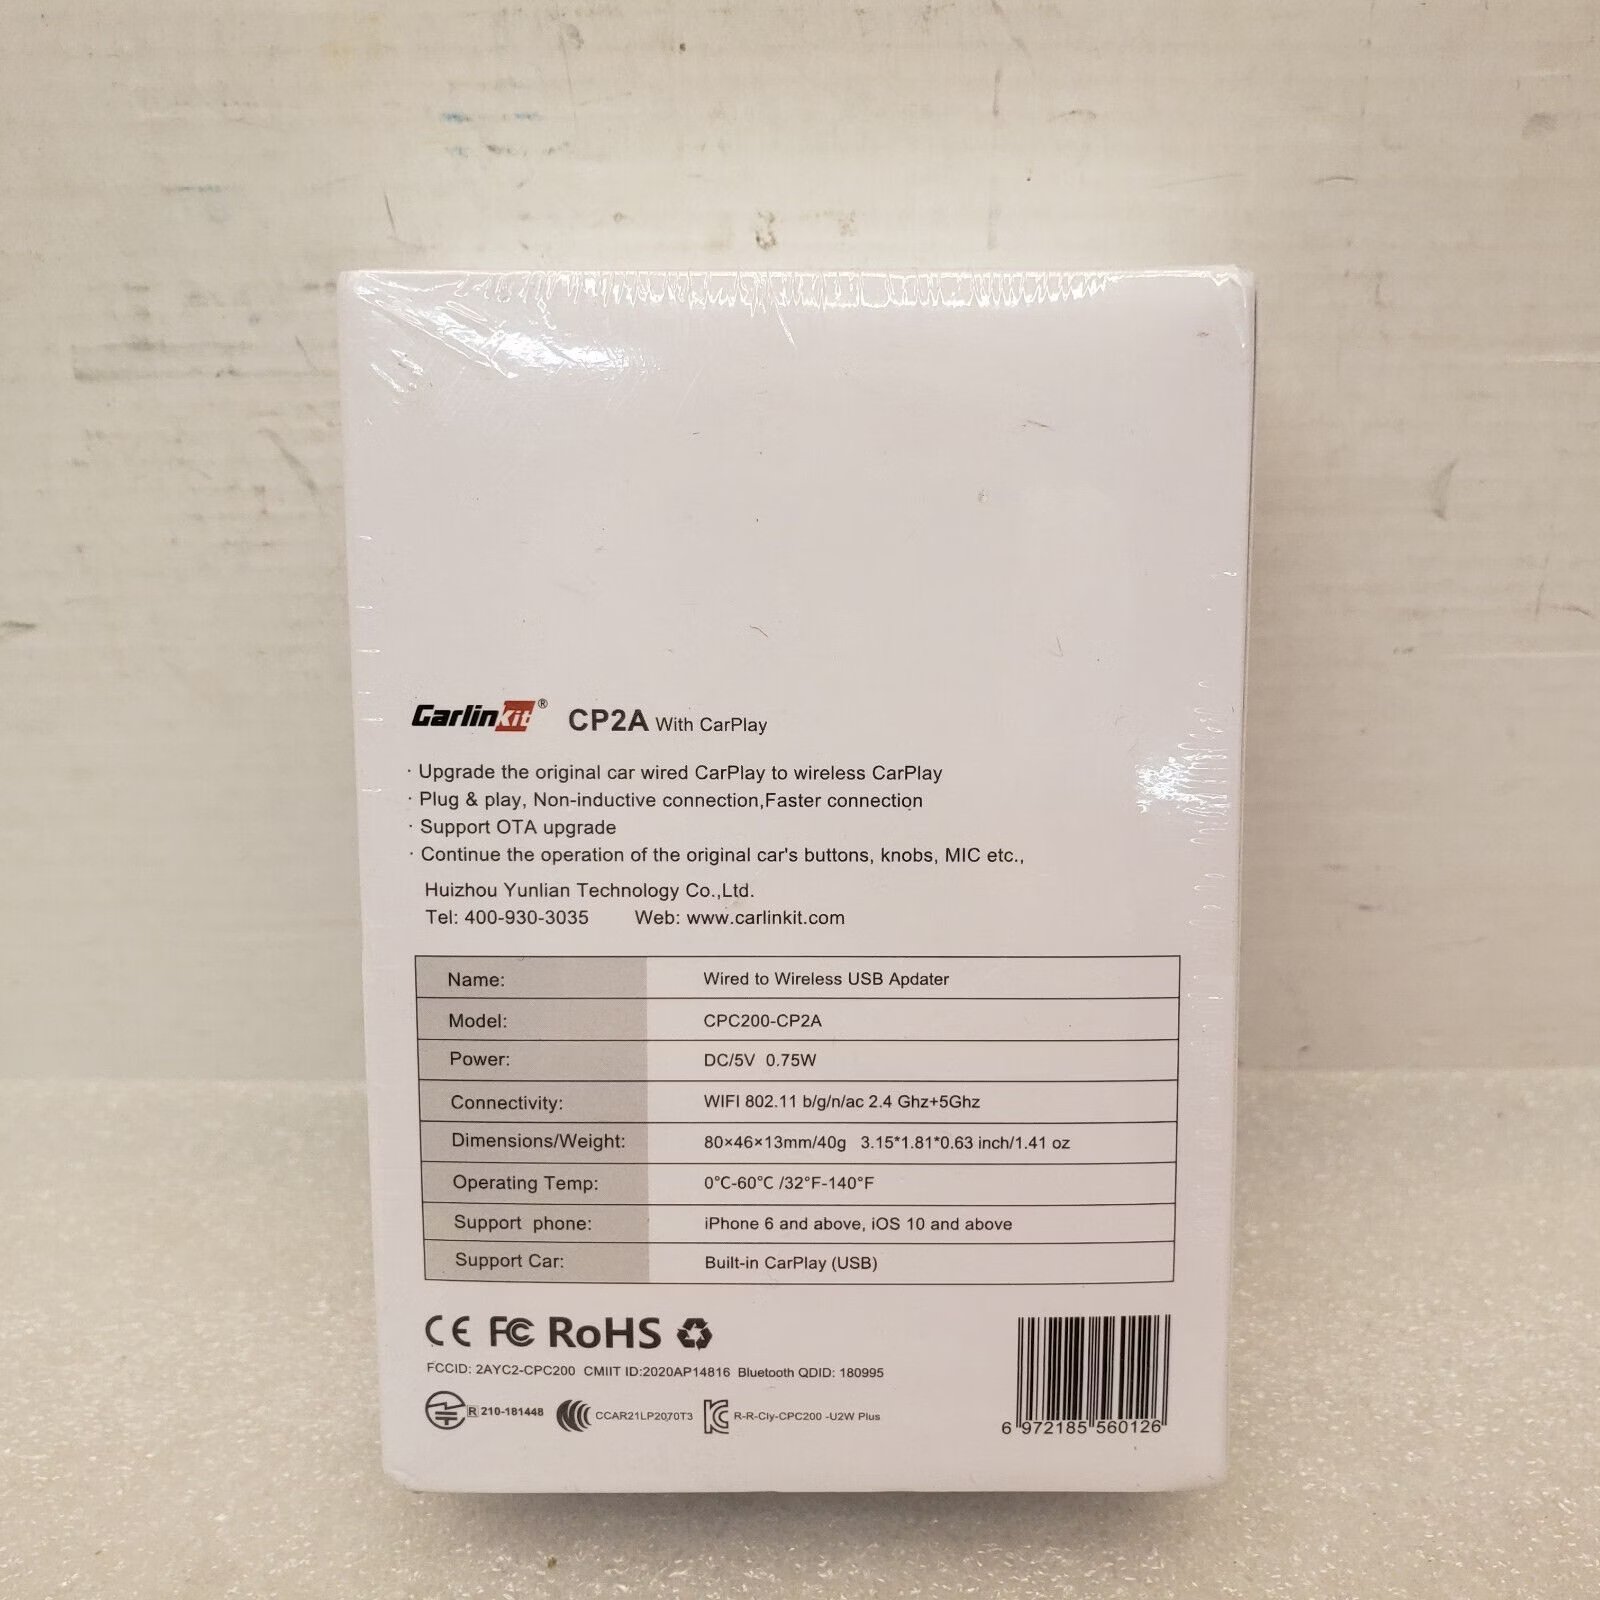 Carlinkit® CP2A With CarPlay
· Upgrade the original car wired CarPlay to wireless CarPlay
· Plug & play, Non-inductive connection,Faster connection
· Support OTA upgrade
· Continue the operation of the original car's buttons, knobs, MIC etc.,
Huizhou Yunlian Technology Co.,Ltd.
Tel: 400-930-3035 Web: www.carlinkit.com
Name: Wired to Wireless USB Apdater
Model: CPC200-CP2A
Power: DC/5V 0.75W
Connectivity: WIFI 802.11 b/g/n/ac 2.4 Ghz+5Ghz
Dimensions/Weight: 80×46×13mm/40g 3.15*1.81*0.63 inch/1.41 oz
Operating Temp: 0°C-60°C /32°F-140°F
Support phone: iPhone 6 and above, iOS 10 and above
Support Car: Built-in CarPlay (USB)
CE FC RoHS
FCCID: 2AYC2-CPC200 CMIIT ID:2020AP14816 Bluetooth QDID: 180995
R 210-181448 CCAR21LP2070T3 R-R-Cly-CPC200 -U2W Plus
6 972185 560126